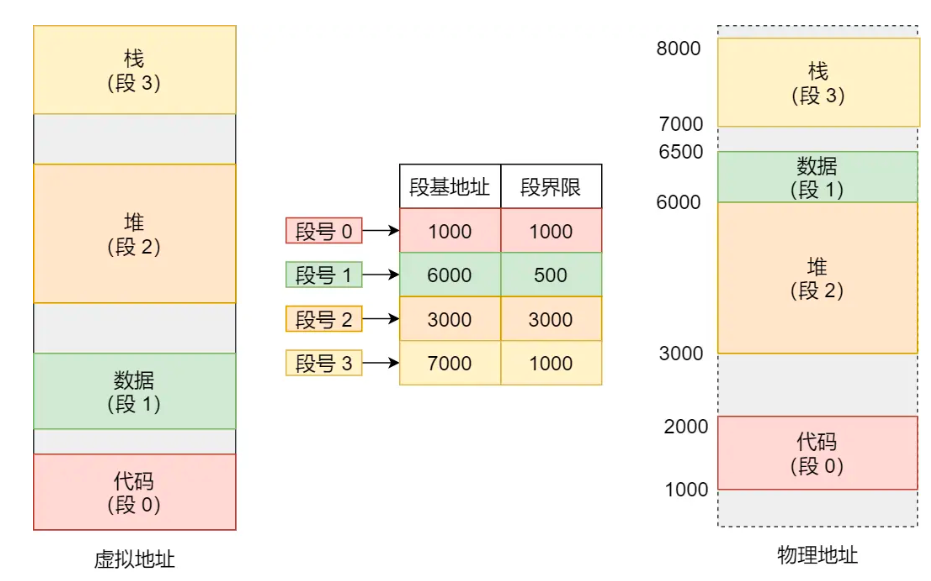 栈
（段 3）
堆
（段 2）
数据
（段 1）
代码
（段 0）
虚拟地址
段基地址 段界限
段号 0 1000 1000
段号 1 6000 500
段号 2 3000 3000
段号 3 7000 1000
8000
栈
（段 3）
7000
6500
数据
（段 1）
6000
堆
（段 2）
3000
2000
代码
（段 0）
1000
物理地址